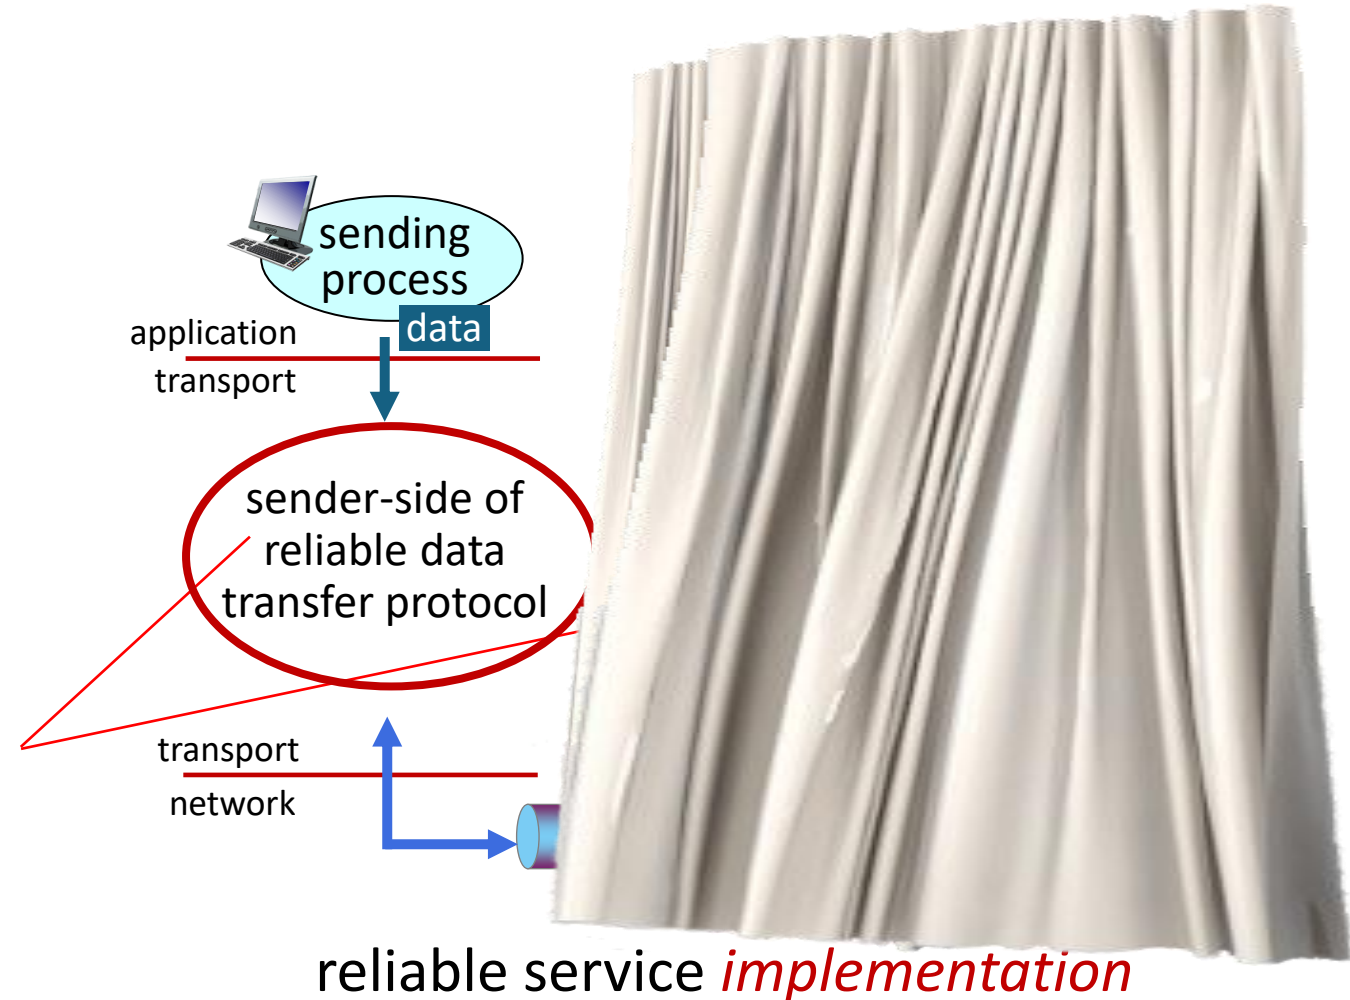 sending
process
data
application
transport
sender-side of
reliable data
transfer protocol
transport
network
reliable service implementation